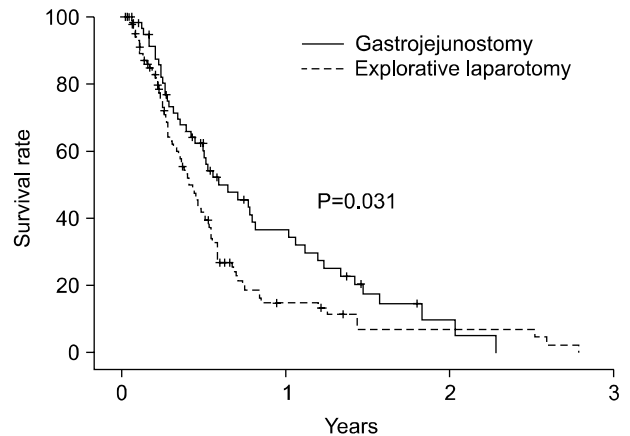 100
80
60
40
20
0
Survival rate
Gastrojejunostomy
Explorative laparotomy
P=0.031
0 1 2 3
Years